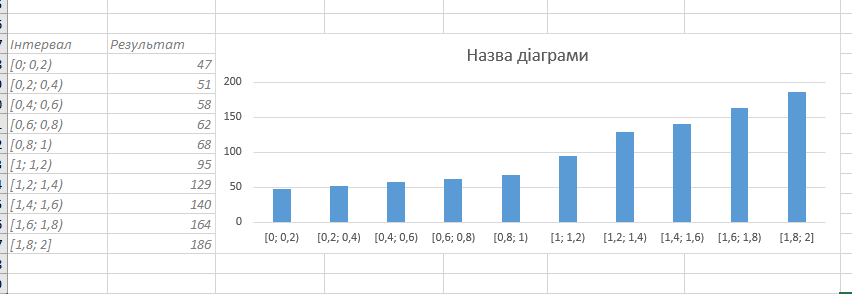 Інтервал Результат
[0; 0,2) 47
[0,2; 0,4) 51
[0,4; 0,6) 58
[0,6; 0,8) 62
[0,8; 1) 68
[1; 1,2) 95
[1,2; 1,4) 129
[1,4; 1,6) 140
[1,6; 1,8) 164
[1,8; 2] 186
Назва діаграми
200
150
100
50
0
[0; 0,2) [0,2; 0,4) [0,4; 0,6) [0,6; 0,8) [0,8; 1) [1; 1,2) [1,2; 1,4) [1,4; 1,6) [1,6; 1,8) [1,8; 2]